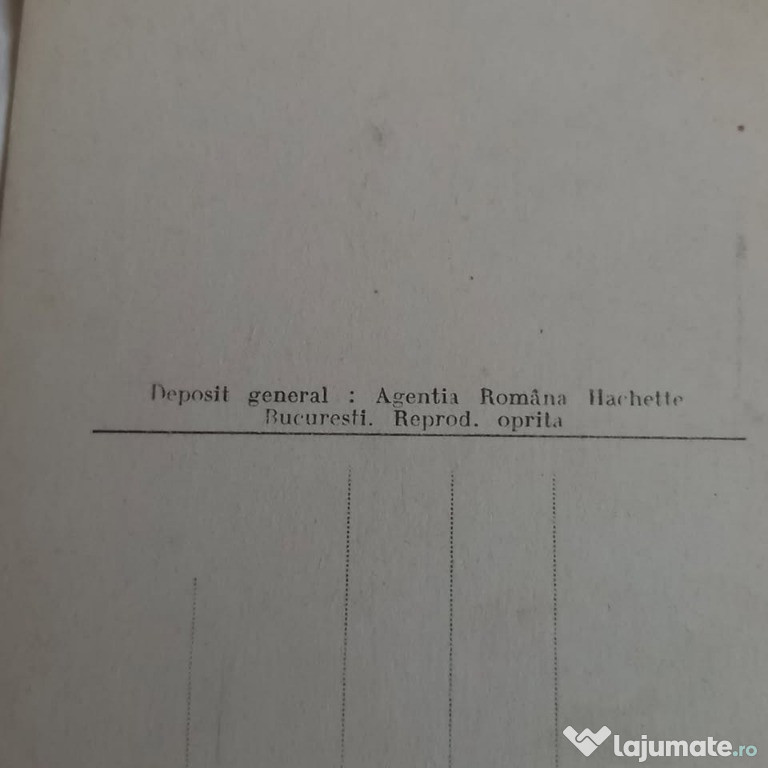 Deposit general : Agentia Româna Hachette
Bucuresti. Reprod. oprita
lajumate.ro